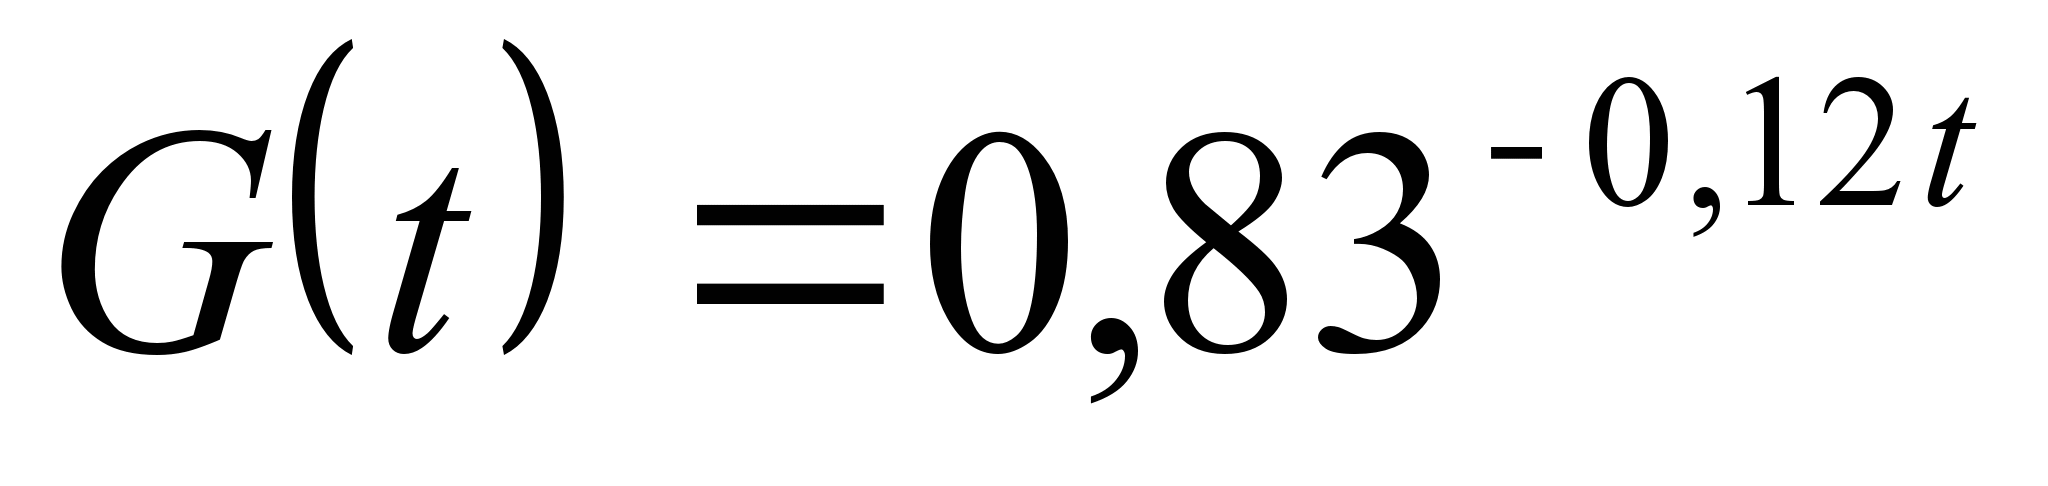 G(t) = 0,83^{-0,12t}